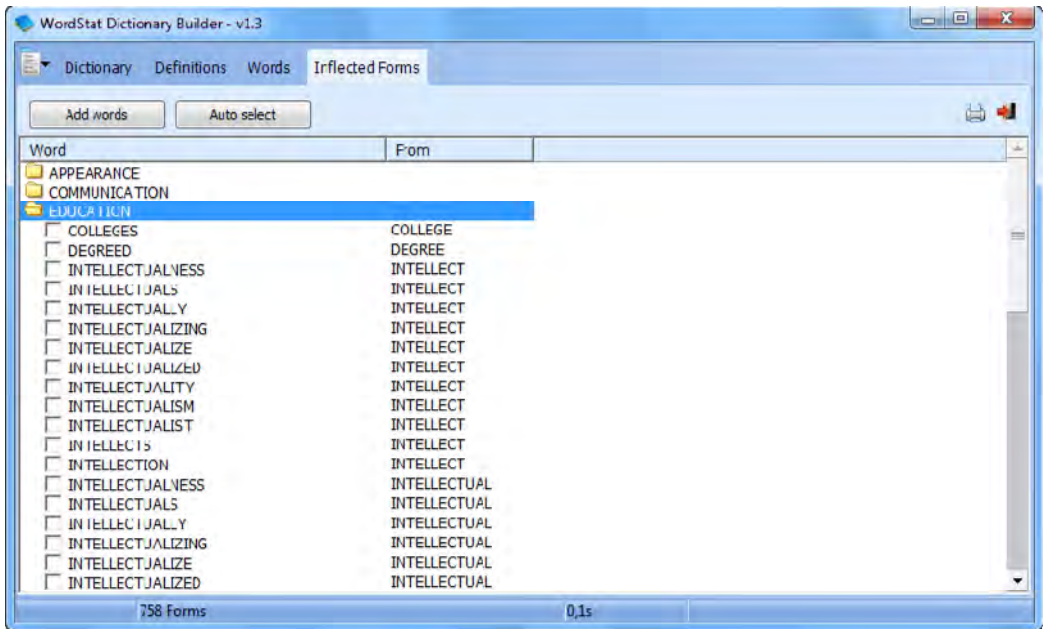 WordStat Dictionary Builder - v1.3
Dictionary Definitions Words Inflected Forms
Add words Auto select
Word From
APPEARANCE
COMMUNICATION
EDUCATION
COLLEGES COLLEGE
DEGREED DEGREE
INTELLECTUALNESS INTELLECT
INTELLECTUALS INTELLECT
INTELLECTUALLY INTELLECT
INTELLECTUALIZING INTELLECT
INTELLECTUALIZE INTELLECT
INTELLECTUALIZED INTELLECT
INTELLECTUALITY INTELLECT
INTELLECTUALISM INTELLECT
INTELLECTUALIST INTELLECT
INTELLECTS INTELLECT
INTELLECTION INTELLECT
INTELLECTUALNESS INTELLECTUAL
INTELLECTUALS INTELLECTUAL
INTELLECTUALLY INTELLECTUAL
INTELLECTUALIZING INTELLECTUAL
INTELLECTUALIZE INTELLECTUAL
INTELLECTUALIZED INTELLECTUAL
758 Forms 0,1s